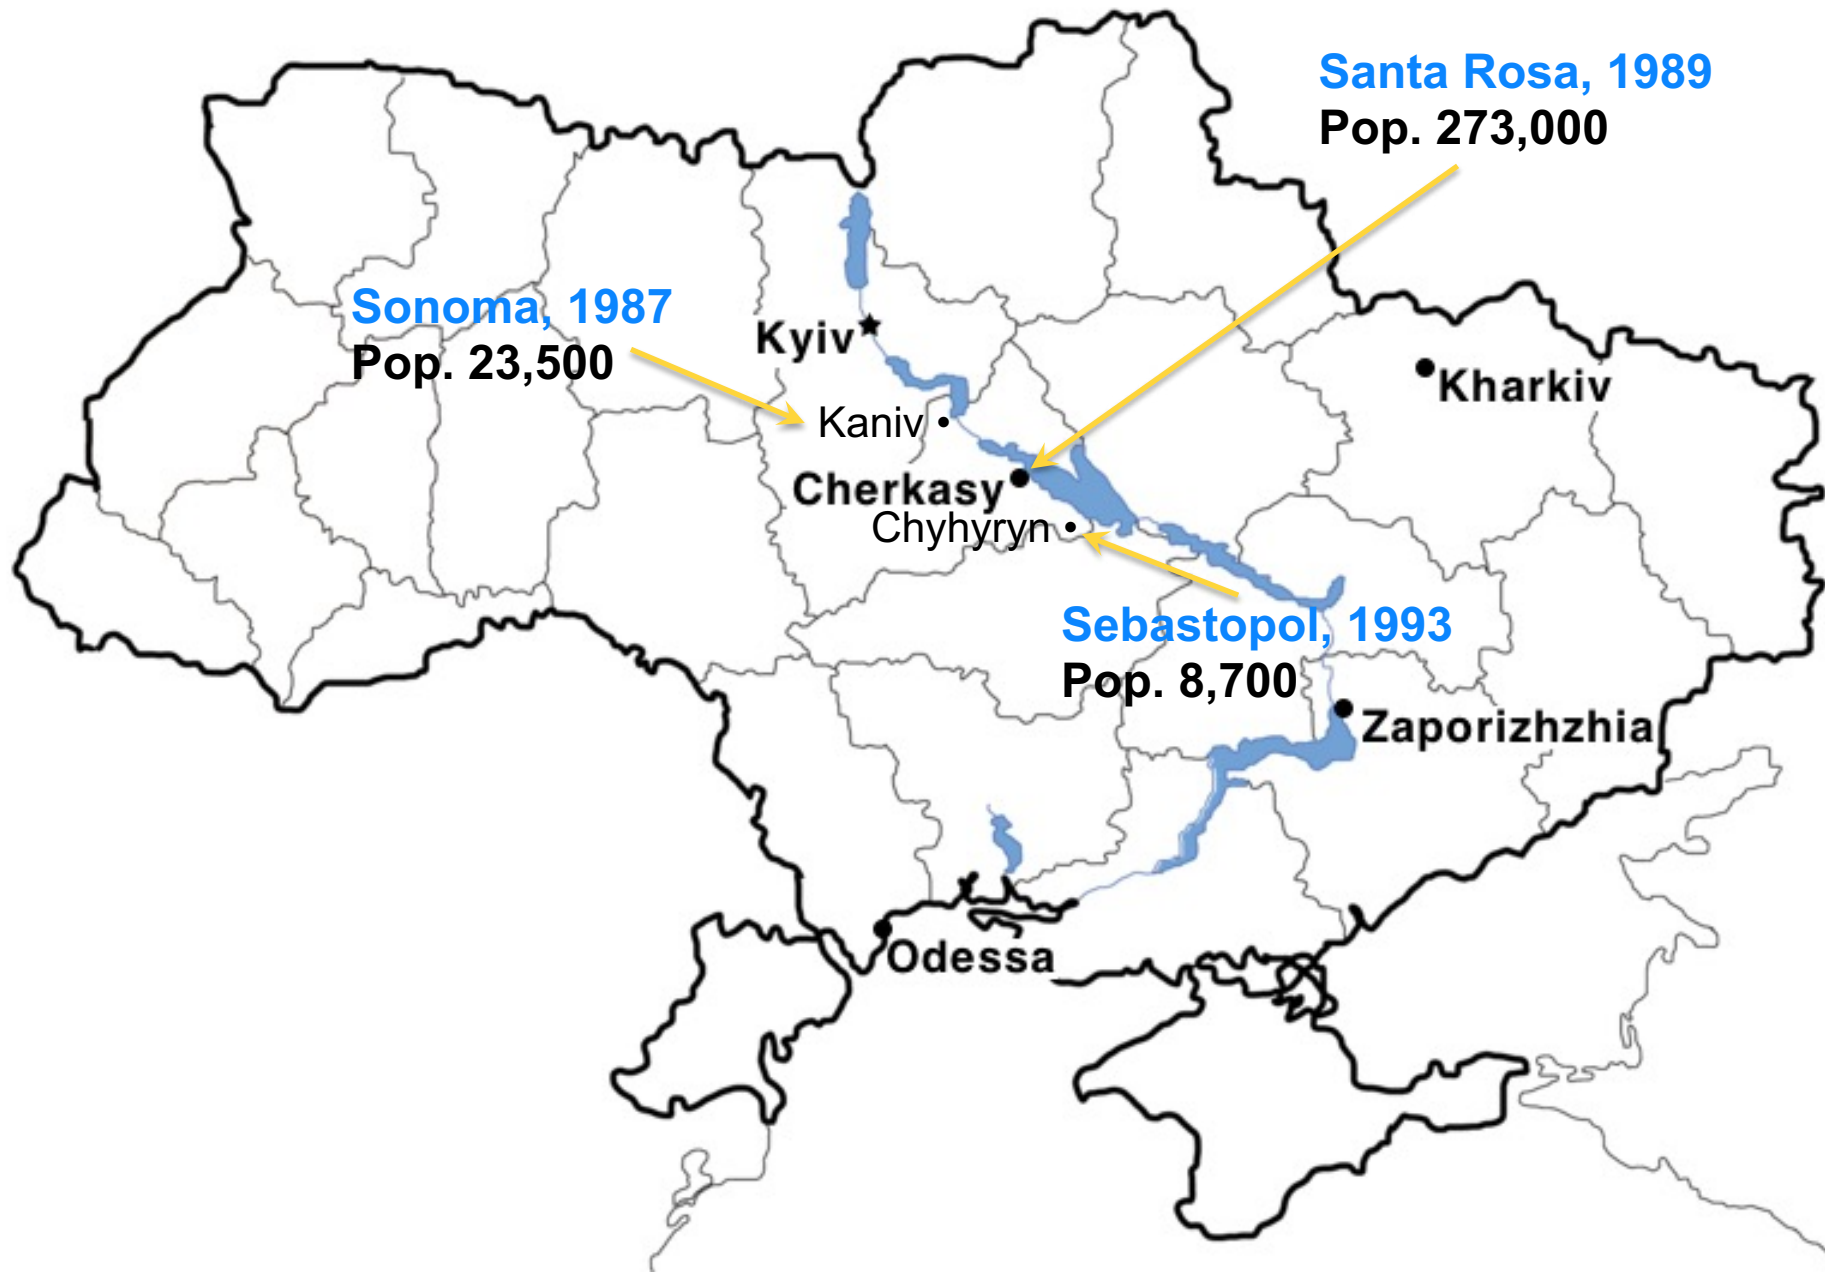 Santa Rosa, 1989
Pop. 273,000
Sonoma, 1987
Pop. 23,500
Kyiv
Kharkiv
Kaniv
Cherkasy
Chyhyryn
Sebastopol, 1993
Pop. 8,700
Zaporizhzhia
Odessa